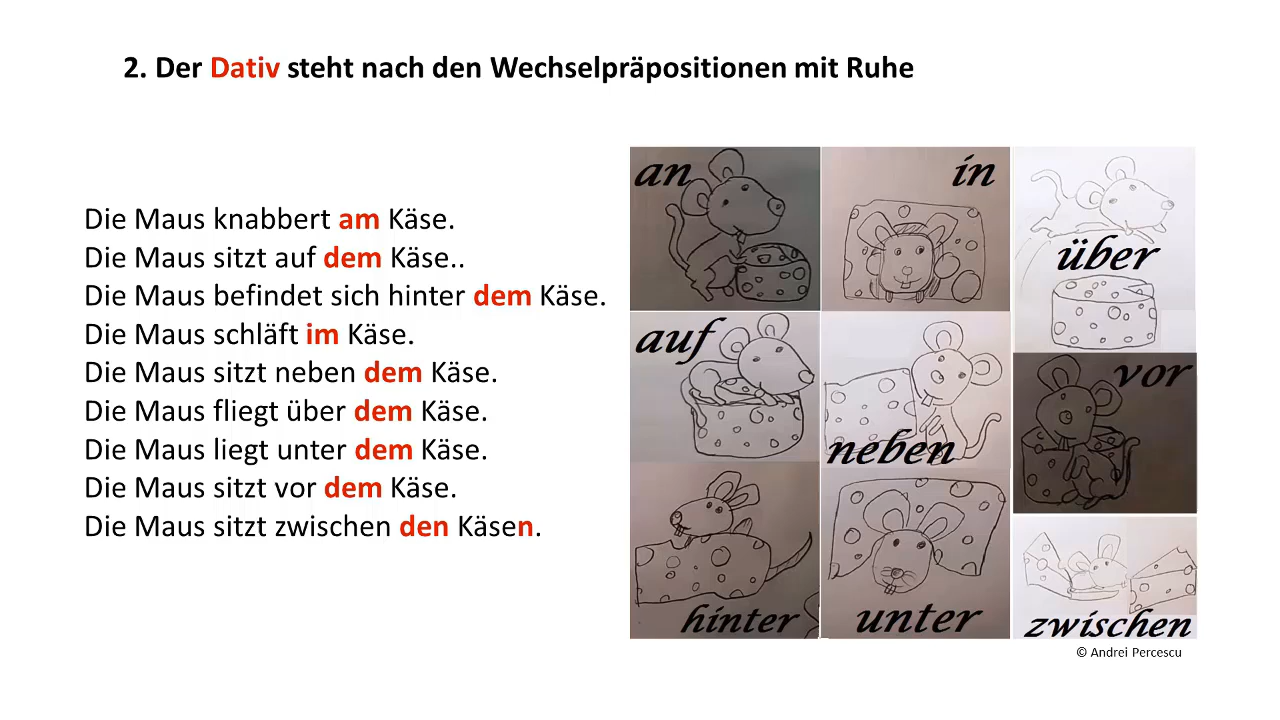 2. Der Dativ steht nach den Wechselpräpositionen mit Ruhe
Die Maus knabbert am Käse.
Die Maus sitzt auf dem Käse..
Die Maus befindet sich hinter dem Käse.
Die Maus schläft im Käse.
Die Maus sitzt neben dem Käse.
Die Maus fliegt über dem Käse.
Die Maus liegt unter dem Käse.
Die Maus sitzt vor dem Käse.
Die Maus sitzt zwischen den Käsen.
an
in
über
auf
neben
vor
hinter
unter
zwischen
© Andrei Percescu